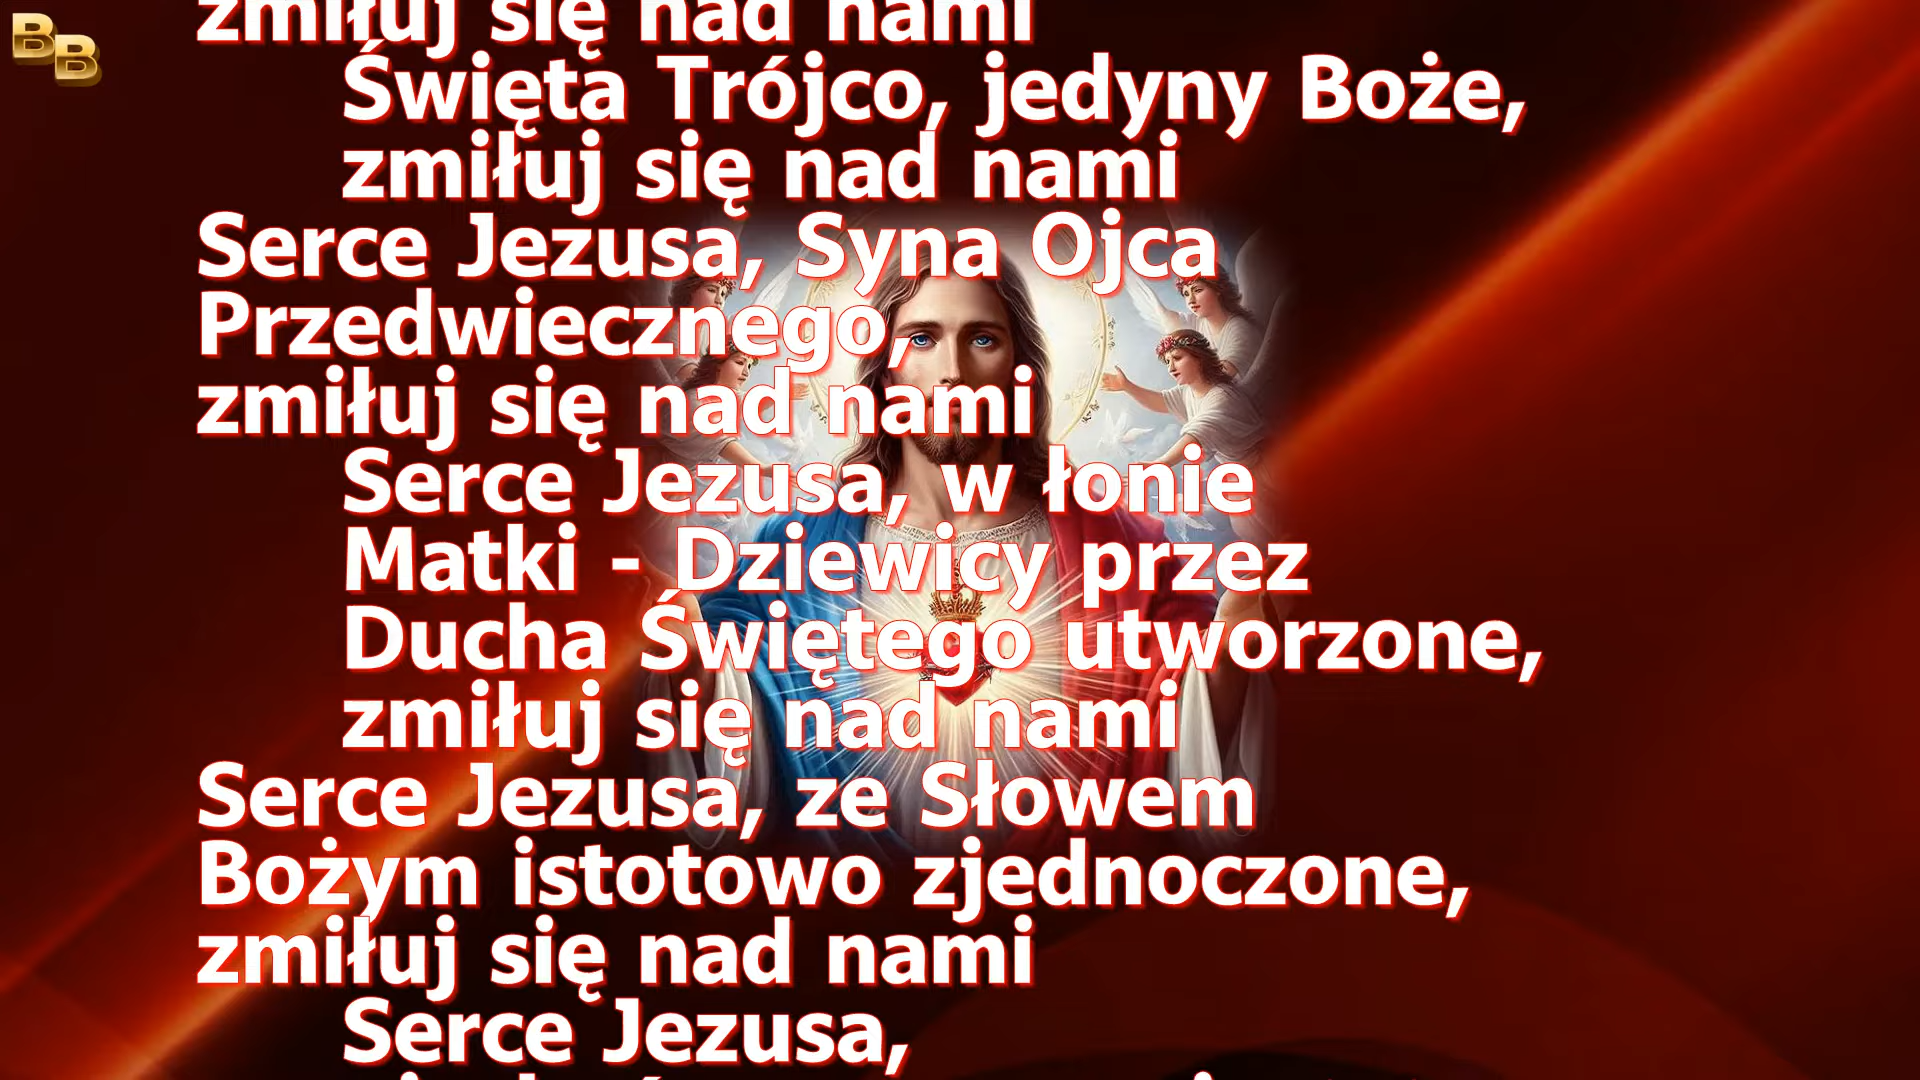 BB
zmiłuj się nad nami
Święta Trójco, jedyny Boże,
zmiłuj się nad nami
Serce Jezusa, Syna Ojca
Przedwiecznego,
zmiłuj się nad nami
Serce Jezusa, w łonie
Matki - Dziewicy przez
Ducha Świętego utworzone,
zmiłuj się nad nami
Serce Jezusa, ze Słowem
Bożym istotowo zjednoczone,
zmiłuj się nad nami
Serce Jezusa,